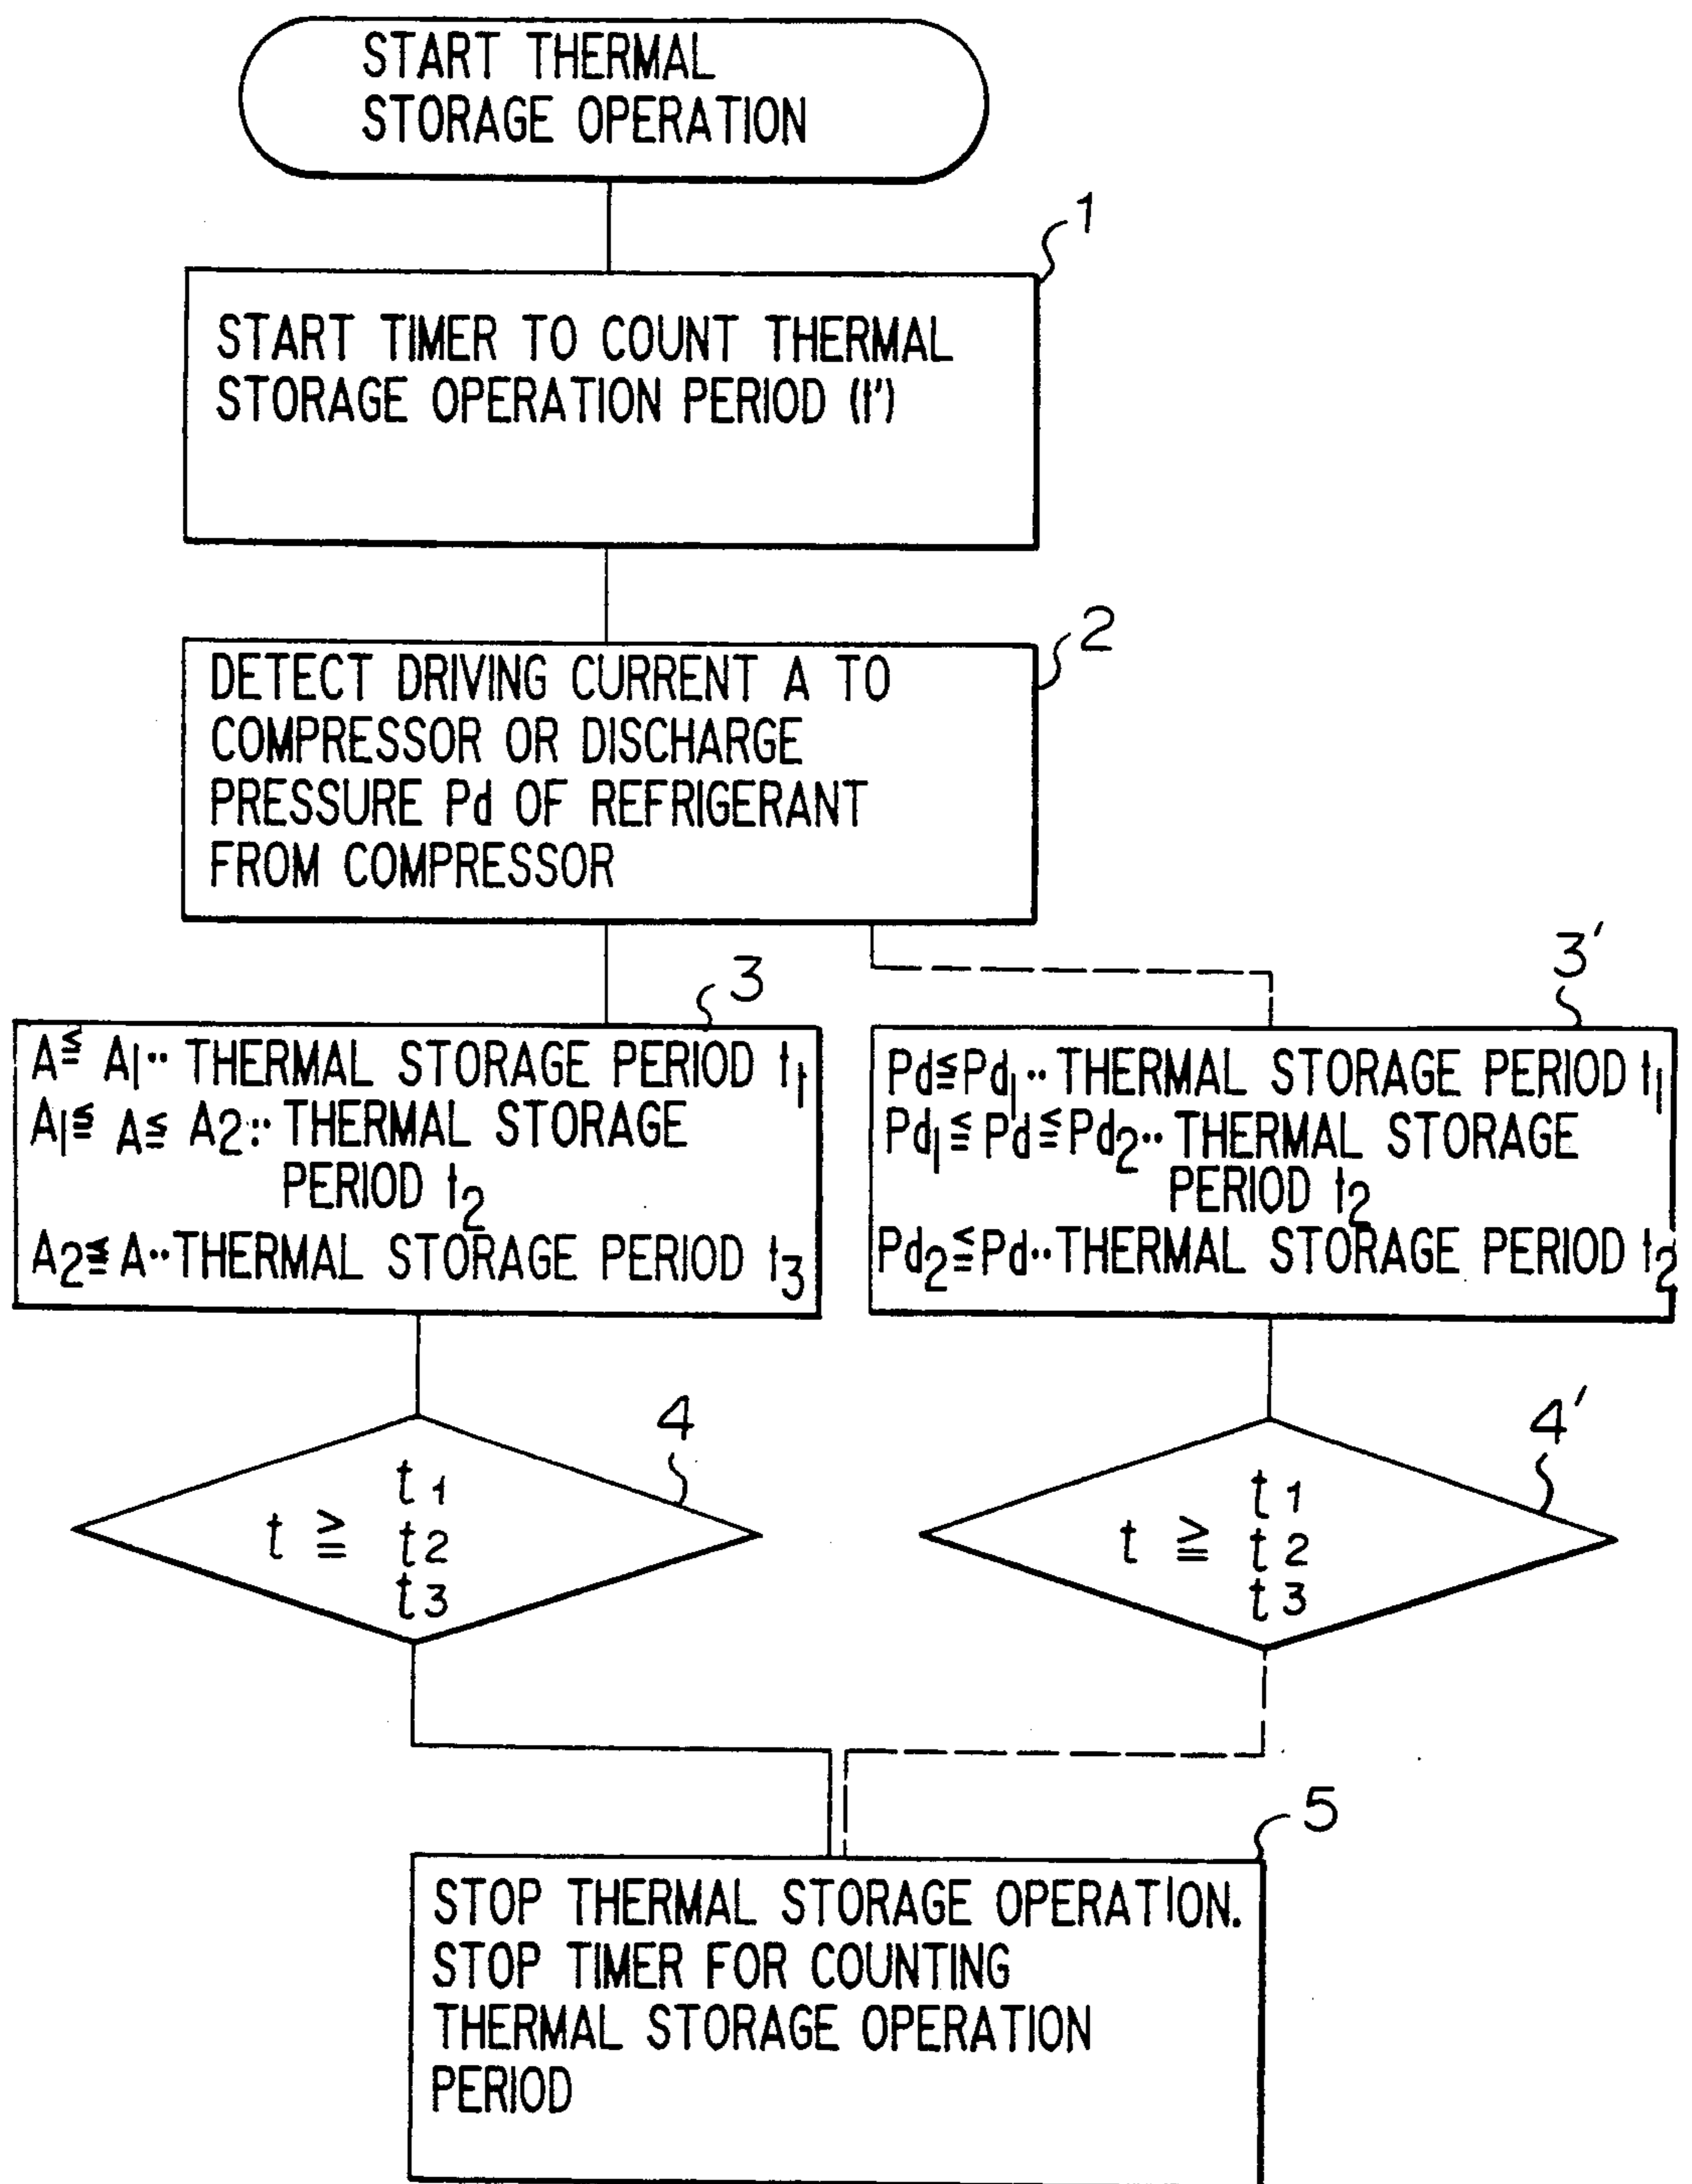 START THERMAL
STORAGE OPERATION
1
START TIMER TO COUNT THERMAL
STORAGE OPERATION PERIOD (t')
2
DETECT DRIVING CURRENT A TO
COMPRESSOR OR DISCHARGE
PRESSURE Pd OF REFRIGERANT
FROM COMPRESSOR
3
A ≦ A1·· THERMAL STORAGE PERIOD t1
A1 ≦ A ≦ A2·· THERMAL STORAGE
PERIOD t2
A2 ≦ A·· THERMAL STORAGE PERIOD t3
3'
Pd ≦ Pd1·· THERMAL STORAGE PERIOD t1
Pd1 ≦ Pd ≦ Pd2·· THERMAL STORAGE
PERIOD t2
Pd2 ≦ Pd·· THERMAL STORAGE PERIOD t2
4
t1
t ≧ t2
t3
4'
t1
t ≧ t2
t3
5
STOP THERMAL STORAGE OPERATION.
STOP TIMER FOR COUNTING
THERMAL STORAGE OPERATION
PERIOD